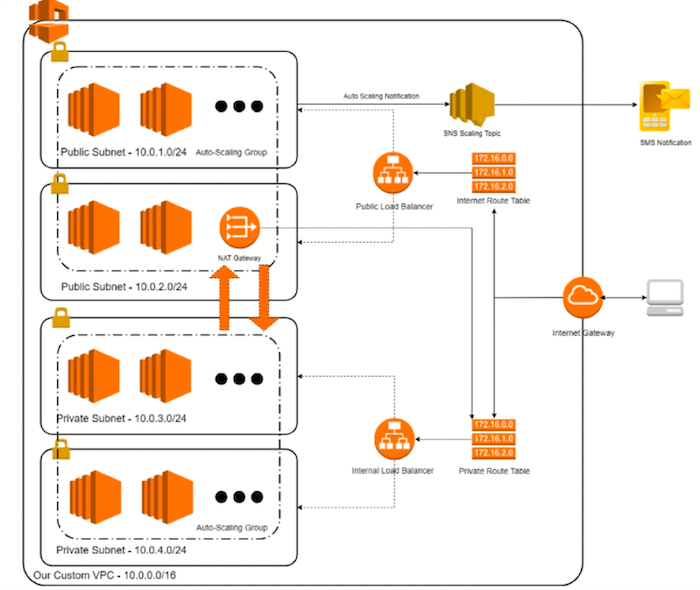 Public Subnet - 10.0.1.0/24
Auto-Scaling Group
Auto Scaling Notification
SNS Scaling Topic
SMS Notification
Public Load Balancer
172.16.0.0
172.16.1.0
172.16.2.0
Internet Route Table
NAT Gateway
Public Subnet - 10.0.2.0/24
Internet Gateway
Private Subnet - 10.0.3.0/24
Internal Load Balancer
172.16.0.0
172.16.1.0
172.16.2.0
Private Route Table
Auto-Scaling Group
Private Subnet - 10.0.4.0/24
Our Custom VPC - 10.0.0.0/16